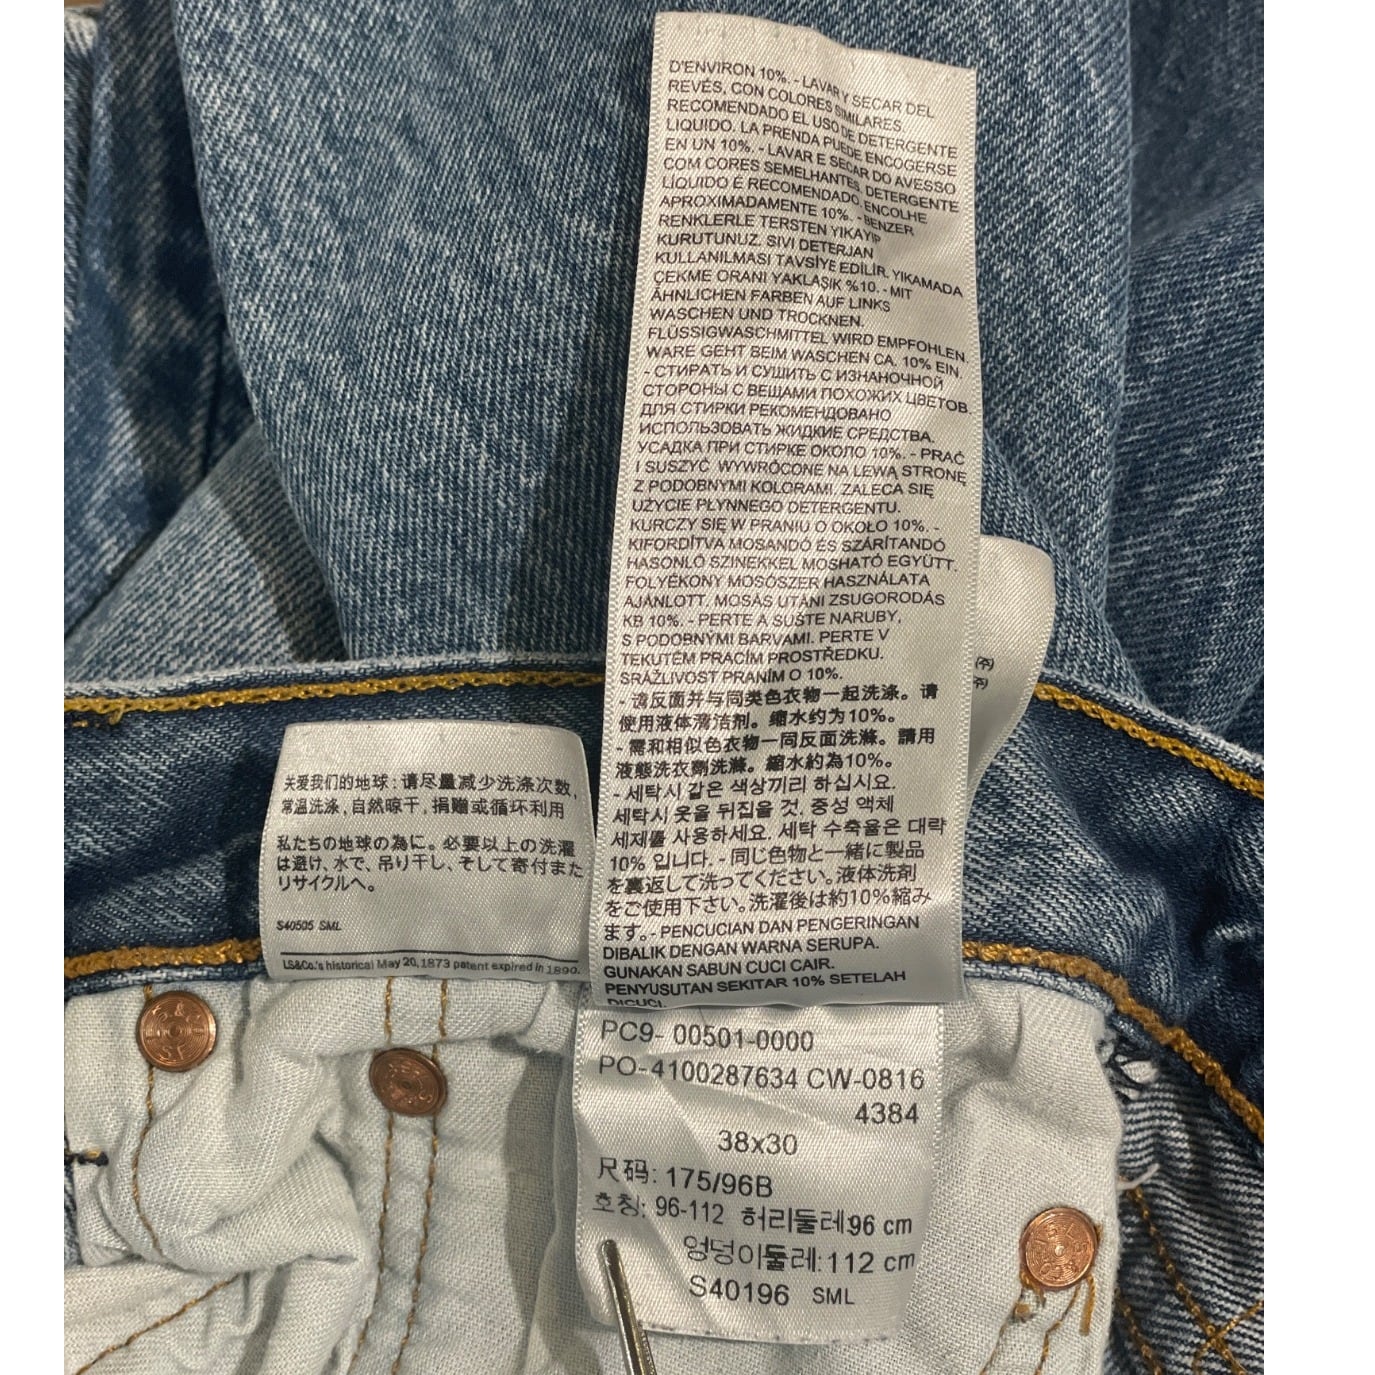 D'ENVIRON 10%. - LAVAR Y SECAR DEL
REVÉS, CON COLORES SIMILARES.
RECOMENDADO EL USO DE DETERGENTE
LIQUIDO. LA PRENDA PUEDE ENCOGERSE
EN UN 10%. - LAVAR E SECAR DO AVESSO
COM CORES SEMELHANTES. DETERGENTE
LÍQUIDO É RECOMENDADO. ENCOLHE
APROXIMADAMENTE 10%. - BENZER
RENKLERLE TERSTEN YIKAYIP
KURUTUNUZ. SIVI DETERJAN
KULLANILMASI TAVSİYE EDİLİR. YIKAMADA
ÇEKME ORANI YAKLAŞIK %10. - MIT
ÄHNLICHEN FARBEN AUF LINKS
WASCHEN UND TROCKNEN.
FLÜSSIGWASCHMITTEL WIRD EMPFOHLEN.
WARE GEHT BEIM WASCHEN CA. 10% EIN.
- СТИРАТЬ И СУШИТЬ С ИЗНАНОЧНОЙ
СТОРОНЫ С ВЕЩАМИ ПОХОЖИХ ЦВЕТОВ.
ДЛЯ СТИРКИ РЕКОМЕНДОВАНО
ИСПОЛЬЗОВАТЬ ЖИДКИЕ СРЕДСТВА.
УСАДКА ПРИ СТИРКЕ ОКОЛО 10%. - PRAĆ
I SUSZYĆ WYWRÓCONE NA LEWĄ STRONĘ
Z PODOBNYMI KOLORAMI. ZALECA SIĘ
UŻYCIE PŁYNNEGO DETERGENTU.
KURCZY SIĘ W PRANIU O OKOŁO 10%. -
KIFORDÍTVA MOSANDÓ ÉS SZÁRÍTANDÓ
HASONLÓ SZINEKKEL MOSHATÓ EGYÜTT.
FOLYÉKONY MOSÓSZER HASZNÁLATA
AJÁNLOTT. MOSÁS UTÁNI ZSUGORODÁS
KB 10%. - PERTE A SUŠTE NARUBY,
S PODOBNÝMI BARVAMI. PERTE V
TEKUTÉM PRACÍM PROSTŘEDKU.
SRÁŽLIVOST PRANÍM O 10%.
- 请反面并与同类色衣物一起洗涤。请
使用液体清洁剂。缩水约为10%。
- 需和相似色衣物一同反面洗滌。請用
液態洗衣劑洗滌。縮水約為10%。
- 세탁시 같은 색상끼리 하십시요.
세탁시 옷을 뒤집을 것. 중성 액체
세제를 사용하세요. 세탁 수축율은 대략
10% 입니다. - 同じ色物と一緒に製品
を裏返して洗ってください。液体洗剤
をご使用下さい。洗濯後は約10%縮み
ます。- PENCUCIAN DAN PENGERINGAN
DIBALIK DENGAN WARNA SERUPA.
GUNAKAN SABUN CUCI CAIR.
PENYUSUTAN SEKITAR 10% SETELAH
DICUCI.
(주)
(주)
关爱我们的地球:请尽量减少洗涤次数,
常温洗涤,自然晾干,捐赠或循环利用
私たちの地球の為に。必要以上の洗濯
は避け、水で、吊り干し、そして寄付また
リサイクルへ。
S40505 SML
LS&Co.'s historical May 20, 1873 patent expired in 1890.
PC9- 00501-0000
PO-4100287634 CW-0816
4384
38x30
尺码: 175/96B
호칭: 96-112 허리둘레:96 cm
엉덩이둘레: 112 cm
S40196 SML